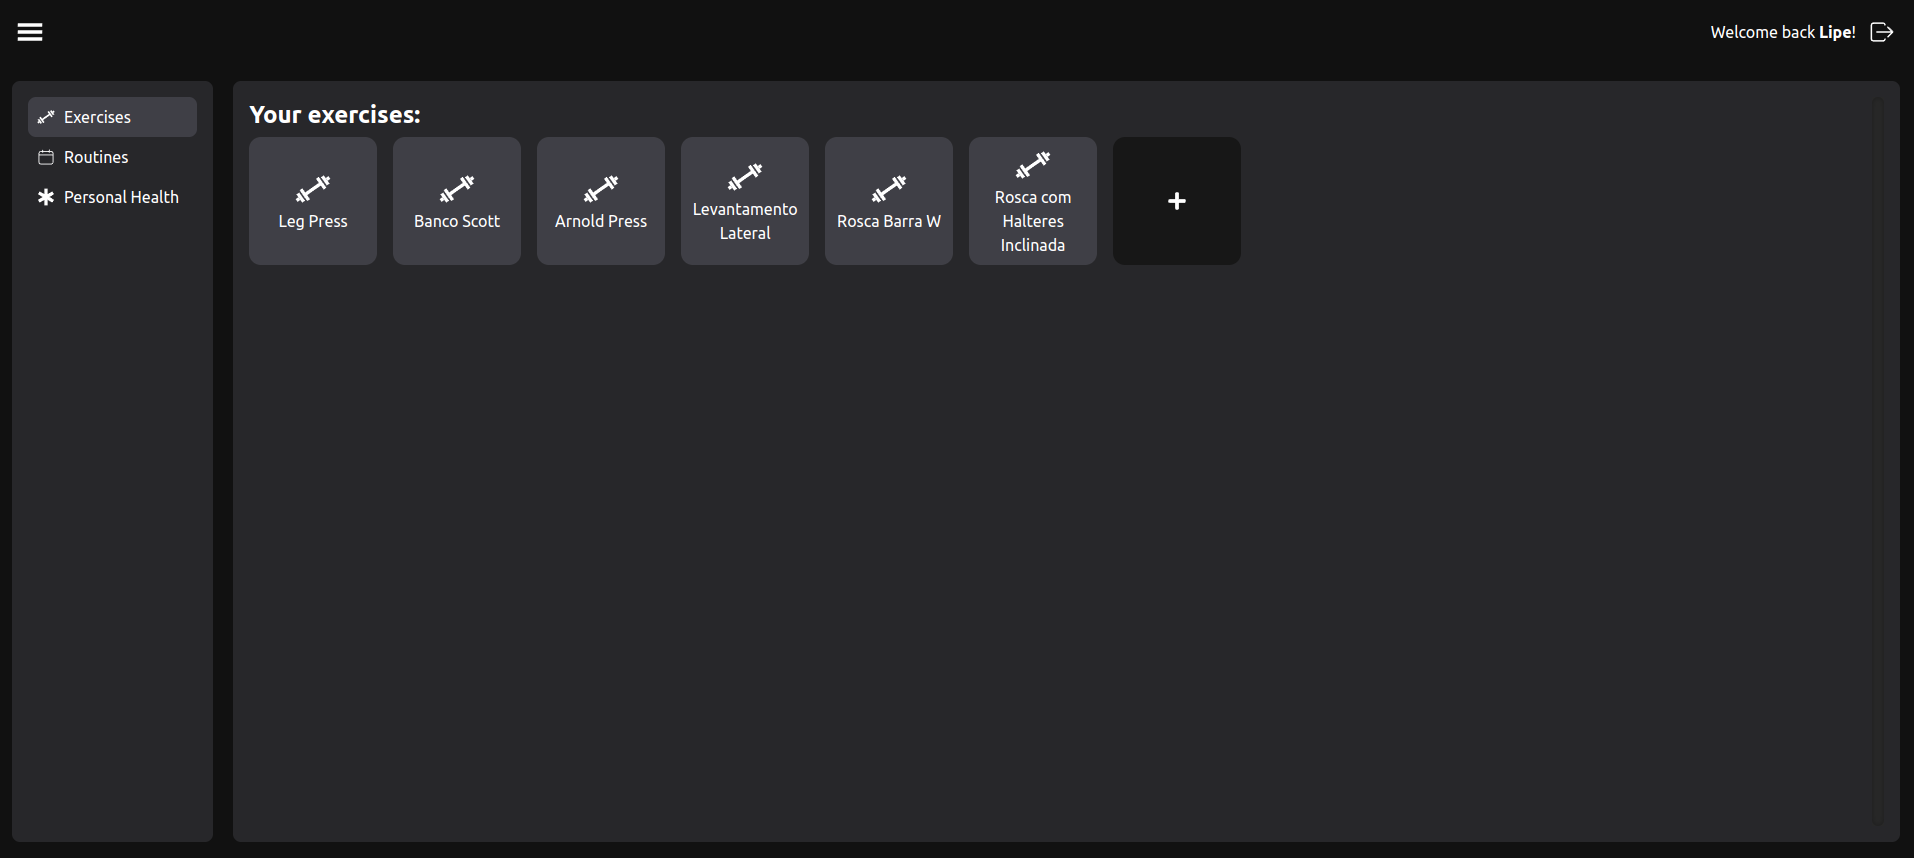 Welcome back Lipe!
Exercises
Routines
Personal Health
Your exercises:
Leg Press
Banco Scott
Arnold Press
Levantamento
Lateral
Rosca Barra W
Rosca com
Halteres
Inclinada